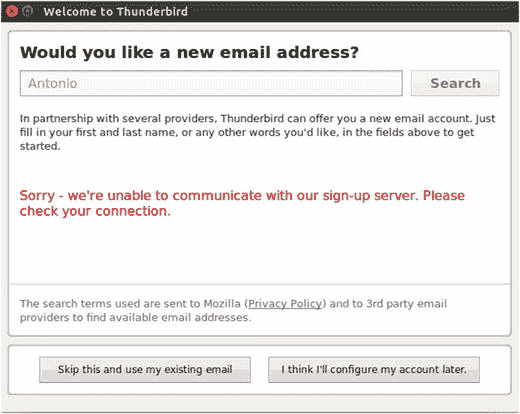 Welcome to Thunderbird
Would you like a new email address?
Antonio
Search
In partnership with several providers, Thunderbird can offer you a new email account. Just
fill in your first and last name, or any other words you'd like, in the fields above to get
started.
Sorry - we're unable to communicate with our sign-up server. Please
check your connection.
The search terms used are sent to Mozilla (Privacy Policy) and to 3rd party email
providers to find available email addresses.
Skip this and use my existing email
I think I'll configure my account later.